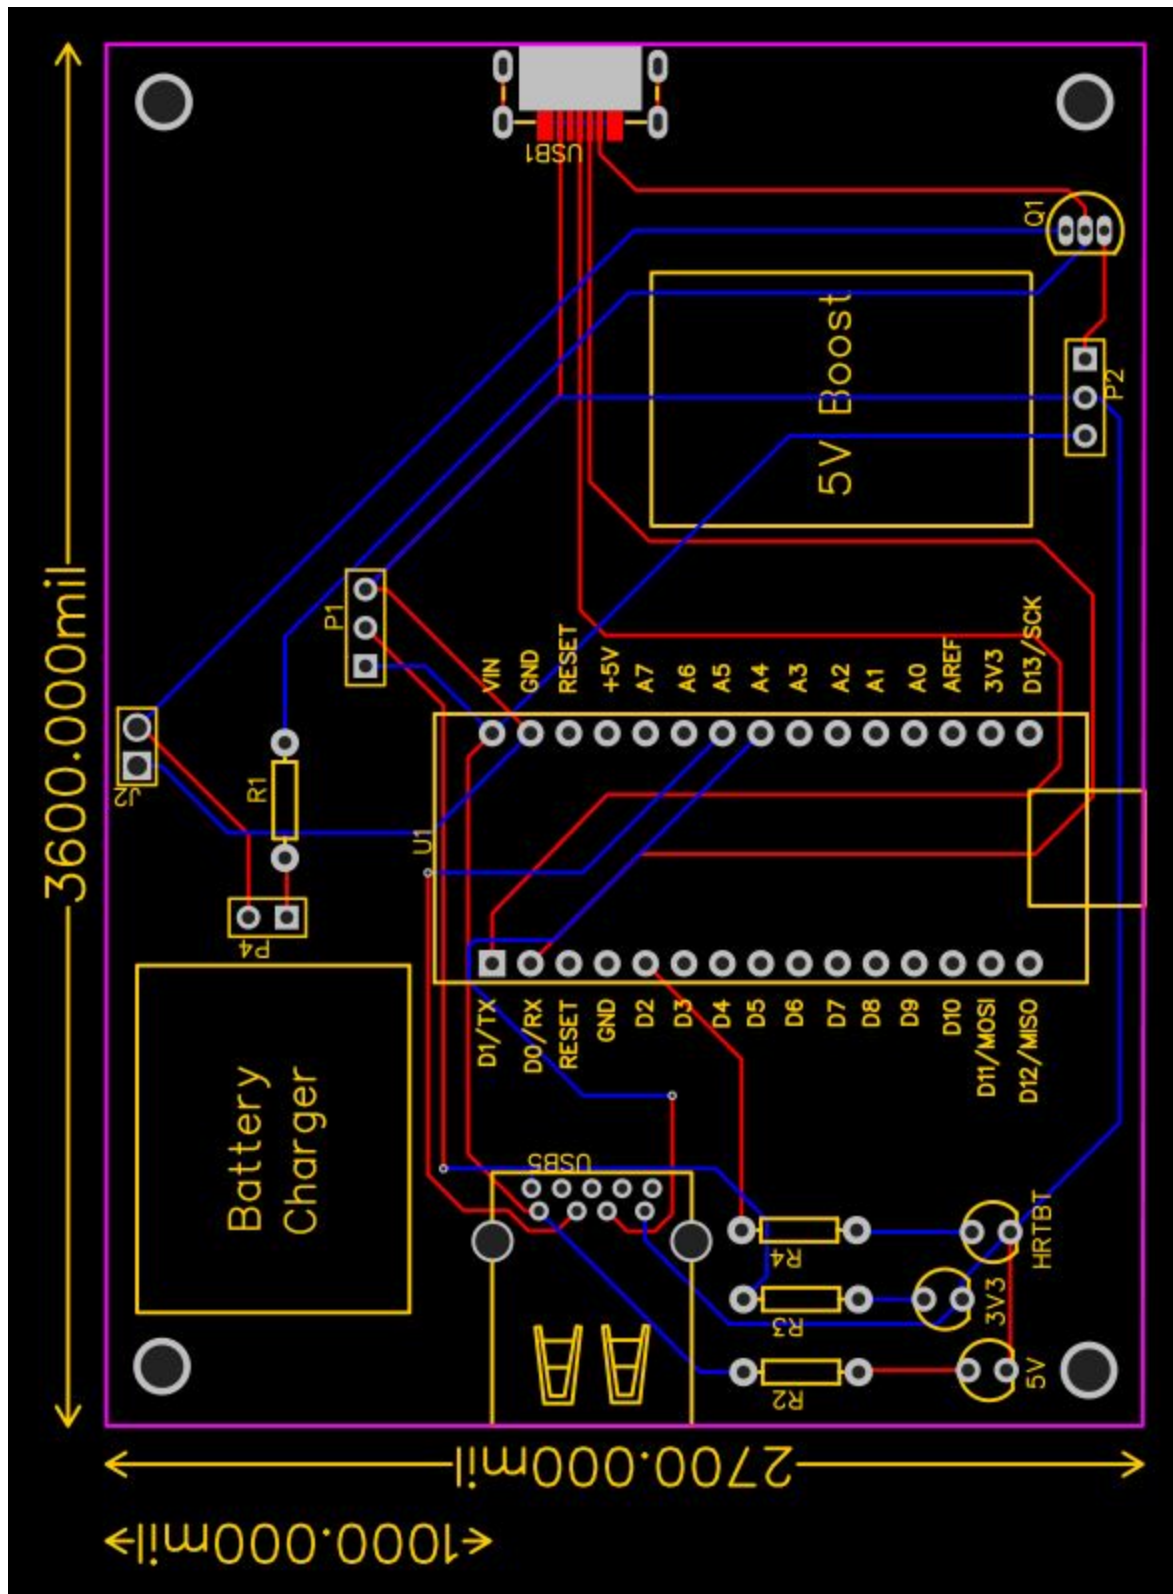 USB1
Q1
5V Boost
P2
3600.000mil
P1
VIN
GND
RESET
+5V
A7
A6
A5
A4
A3
A2
A1
A0
AREF
3V3
D13/SCK
J2
R1
U1
P4
D1/TX
D0/RX
RESET
GND
D2
D3
D4
D5
D6
D7
D8
D9
D10
D11/MOSI
D12/MISO
Battery
Charger
USB5
HRTBT
R4
3V3
R3
5V
R2
2700.000mil
1000.000mil